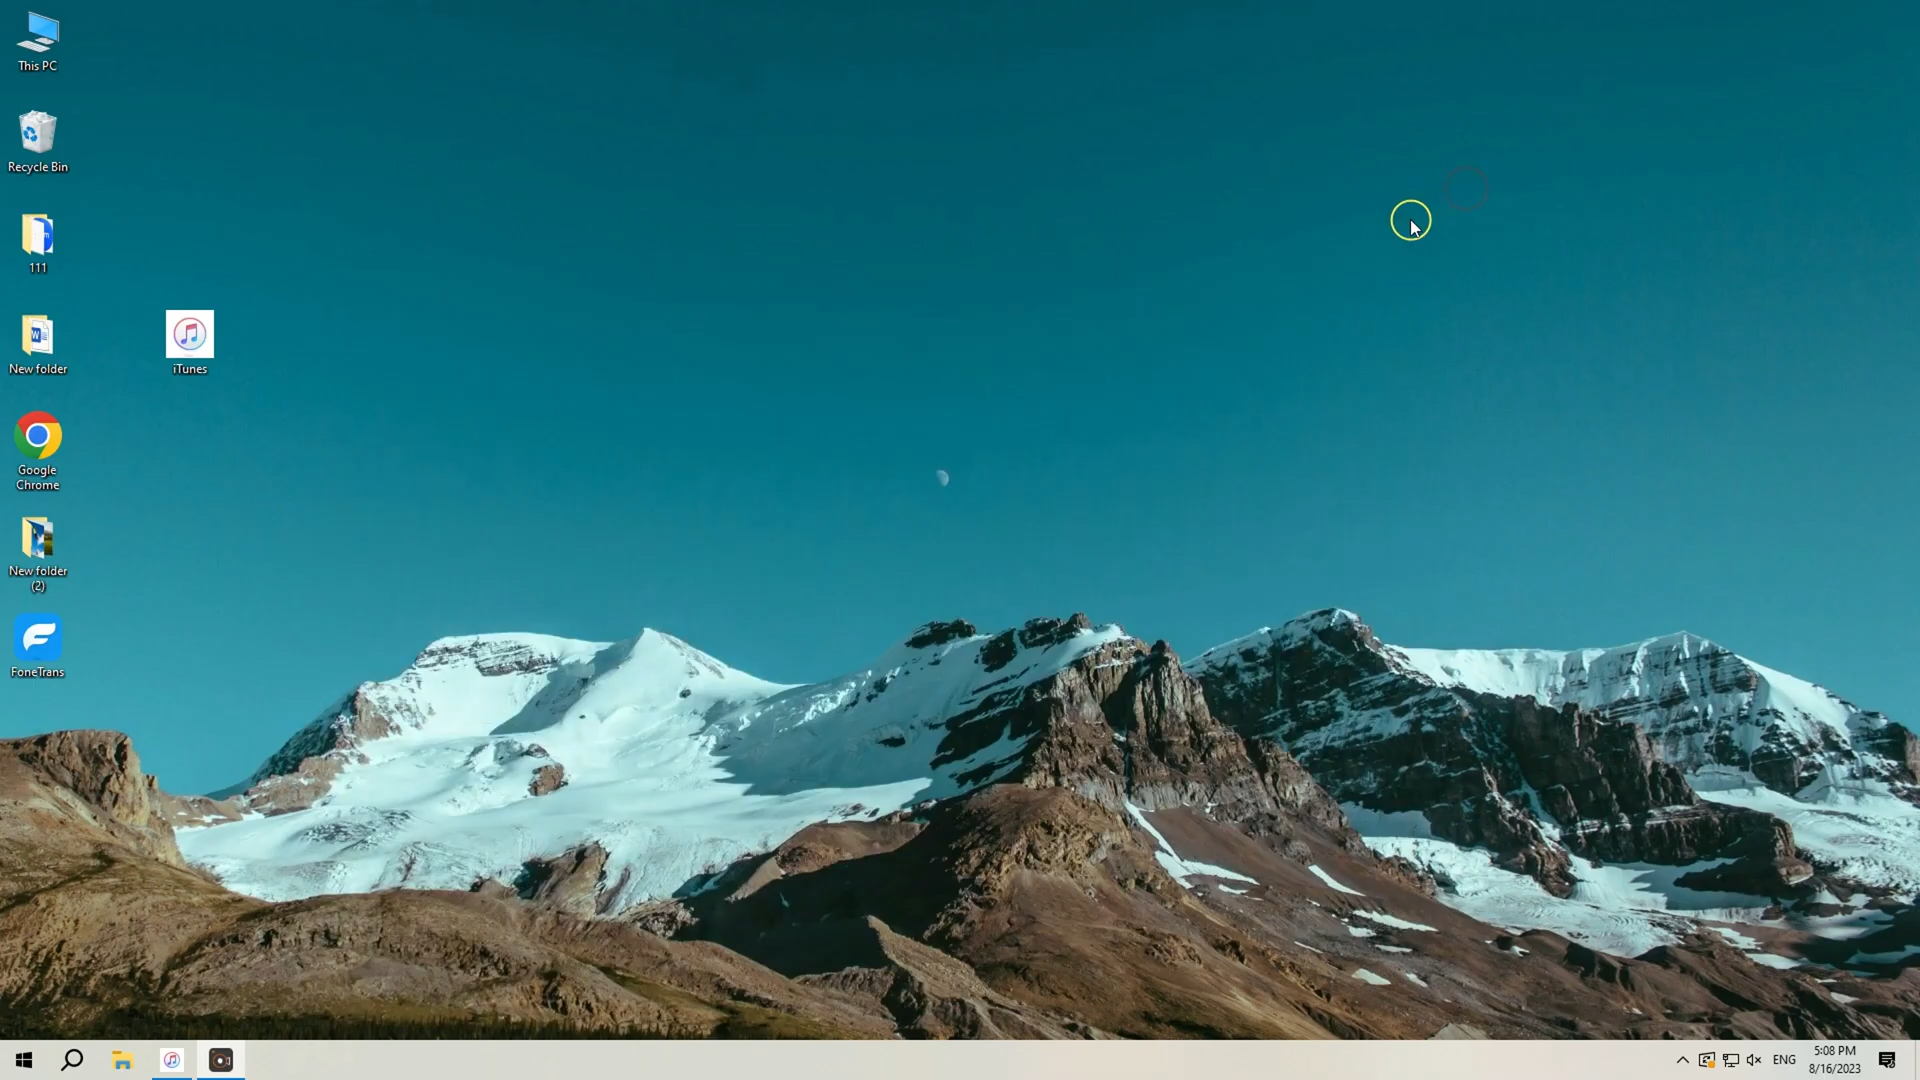 This PC
Recycle Bin
111
New folder
iTunes
Google
Chrome
New folder
(2)
FoneTrans
ENG
5:08 PM
8/16/2023